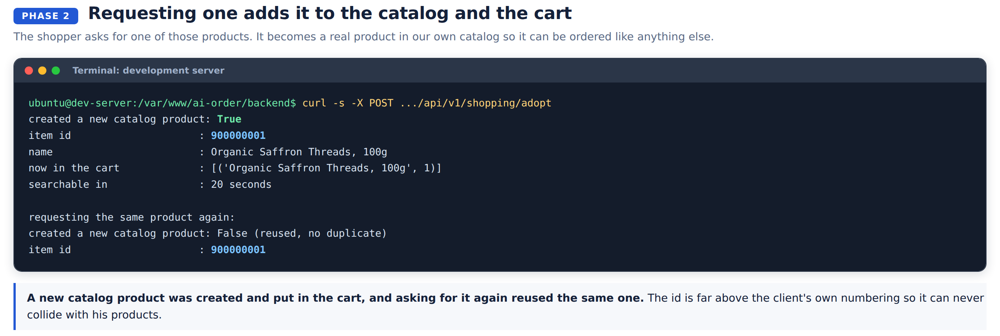 PHASE 2 Requesting one adds it to the catalog and the cart
The shopper asks for one of those products. It becomes a real product in our own catalog so it can be ordered like anything else.
Terminal: development server
ubuntu@dev-server:/var/www/ai-order/backend$ curl -s -X POST .../api/v1/shopping/adopt
created a new catalog product: True
item id                     : 900000001
name                        : Organic Saffron Threads, 100g
now in the cart             : [('Organic Saffron Threads, 100g', 1)]
searchable in               : 20 seconds
requesting the same product again:
created a new catalog product: False (reused, no duplicate)
item id                     : 900000001
A new catalog product was created and put in the cart, and asking for it again reused the same one. The id is far above the client's own numbering so it can never
collide with his products.